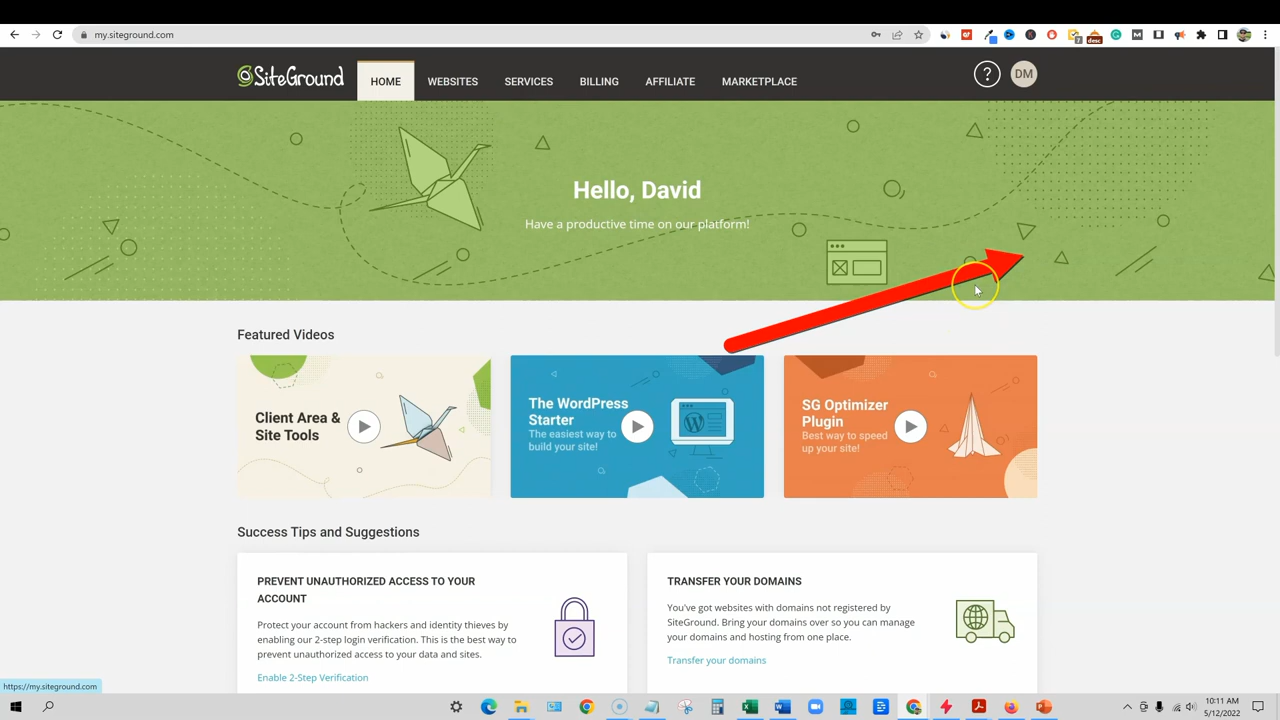 my.siteground.com
SiteGround
HOME
WEBSITES
SERVICES
BILLING
AFFILIATE
MARKETPLACE
?
DM
Hello, David
Have a productive time on our platform!
Featured Videos
Client Area &
Site Tools
The WordPress
Starter
The easiest way to
build your site!
SG Optimizer
Plugin
Best way to speed
up your site!
Success Tips and Suggestions
PREVENT UNAUTHORIZED ACCESS TO YOUR
ACCOUNT
Protect your account from hackers and identity thieves by
enabling our 2-step login verification. This is the best way to
prevent unauthorized access to your data and sites.
Enable 2-Step Verification
TRANSFER YOUR DOMAINS
You've got websites with domains not registered by
SiteGround. Bring your domains over so you can manage
your domains and hosting from one place.
Transfer your domains
https://my.siteground.com
10:11 AM
5/12/2022